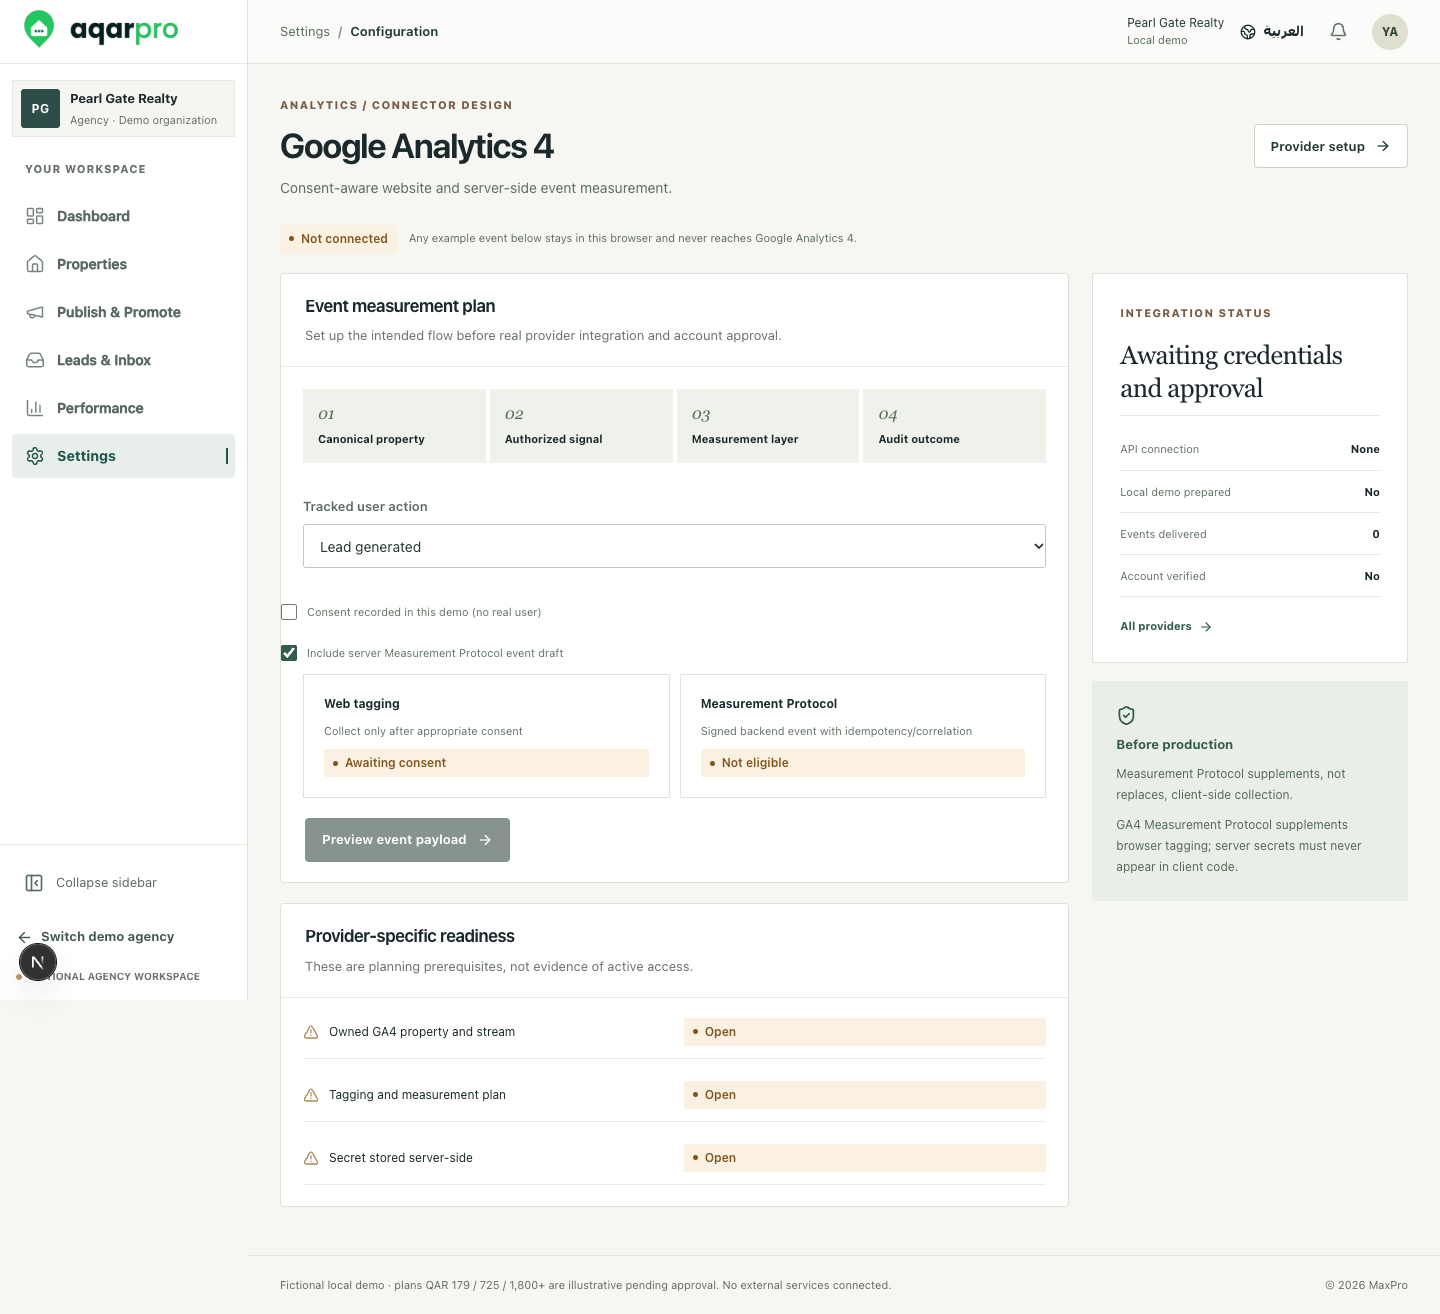 aqarpro
Settings / Configuration
Pearl Gate Realty
Local demo
العربية
YA
PG
Pearl Gate Realty
Agency · Demo organization
YOUR WORKSPACE
Dashboard
Properties
Publish & Promote
Leads & Inbox
Performance
Settings
Collapse sidebar
Switch demo agency
N
IONAL AGENCY WORKSPACE
ANALYTICS / CONNECTOR DESIGN
Google Analytics 4
Consent-aware website and server-side event measurement.
Provider setup
Not connected
Any example event below stays in this browser and never reaches Google Analytics 4.
Event measurement plan
Set up the intended flow before real provider integration and account approval.
01
Canonical property
02
Authorized signal
03
Measurement layer
04
Audit outcome
Tracked user action
Lead generated
Consent recorded in this demo (no real user)
Include server Measurement Protocol event draft
Web tagging
Collect only after appropriate consent
Awaiting consent
Measurement Protocol
Signed backend event with idempotency/correlation
Not eligible
Preview event payload
Provider-specific readiness
These are planning prerequisites, not evidence of active access.
Owned GA4 property and stream
Open
Tagging and measurement plan
Open
Secret stored server-side
Open
INTEGRATION STATUS
Awaiting credentials
and approval
API connection None
Local demo prepared No
Events delivered 0
Account verified No
All providers
Before production
Measurement Protocol supplements, not
replaces, client-side collection.
GA4 Measurement Protocol supplements
browser tagging; server secrets must never
appear in client code.
Fictional local demo · plans QAR 179 / 725 / 1,800+ are illustrative pending approval. No external services connected.
© 2026 MaxPro